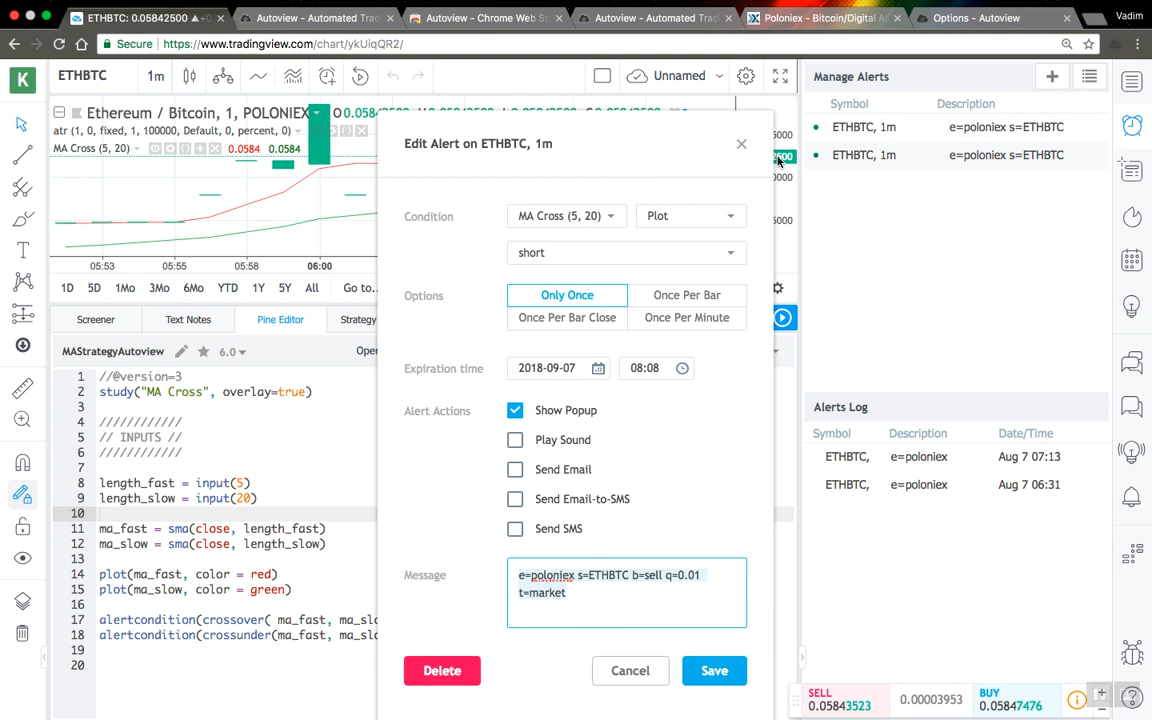 ETHBTC: 0.05842500 ▲+0
Autoview - Automated Trad
Autoview - Chrome Web S
Autoview - Automated Trad
Poloniex - Bitcoin/Digital As
Options - Autoview
Vadim
Secure | https://www.tradingview.com/chart/ykUiqQR2/
K
ETHBTC
1m
Unnamed
Manage Alerts
Symbol Description
ETHBTC, 1m e=poloniex s=ETHBTC
ETHBTC, 1m e=poloniex s=ETHBTC
Ethereum / Bitcoin, 1, POLONIEX
atr (1, 0, fixed, 1, 100000, Default, 0, percent, 0)
MA Cross (5, 20) 0.0584 0.0584
05:53 05:55 05:58 06:00
1D 5D 1Mo 3Mo 6Mo YTD 1Y 5Y All Go to...
Screener Text Notes Pine Editor Strategy
MAStrategyAutoview 6.0
1 //@version=3
2 study("MA Cross", overlay=true)
3
4 ////////////
5 // INPUTS //
6 ////////////
7
8 length_fast = input(5)
9 length_slow = input(20)
10
11 ma_fast = sma(close, length_fast)
12 ma_slow = sma(close, length_slow)
13
14 plot(ma_fast, color = red)
15 plot(ma_slow, color = green)
16
17 alertcondition(crossover( ma_fast, ma_slo
18 alertcondition(crossunder(ma_fast, ma_slo
19
20
Edit Alert on ETHBTC, 1m
Condition MA Cross (5, 20) Plot
short
Options Only Once Once Per Bar
Once Per Bar Close Once Per Minute
Expiration time 2018-09-07 08:08
Alert Actions Show Popup
Play Sound
Send Email
Send Email-to-SMS
Send SMS
Message e=poloniex s=ETHBTC b=sell q=0.01
t=market
Delete Cancel Save
Alerts Log
Symbol Description Date/Time
ETHBTC, e=poloniex Aug 7 07:13
ETHBTC, e=poloniex Aug 7 06:31
SELL
0.05843523
0.00003953
BUY
0.05847476